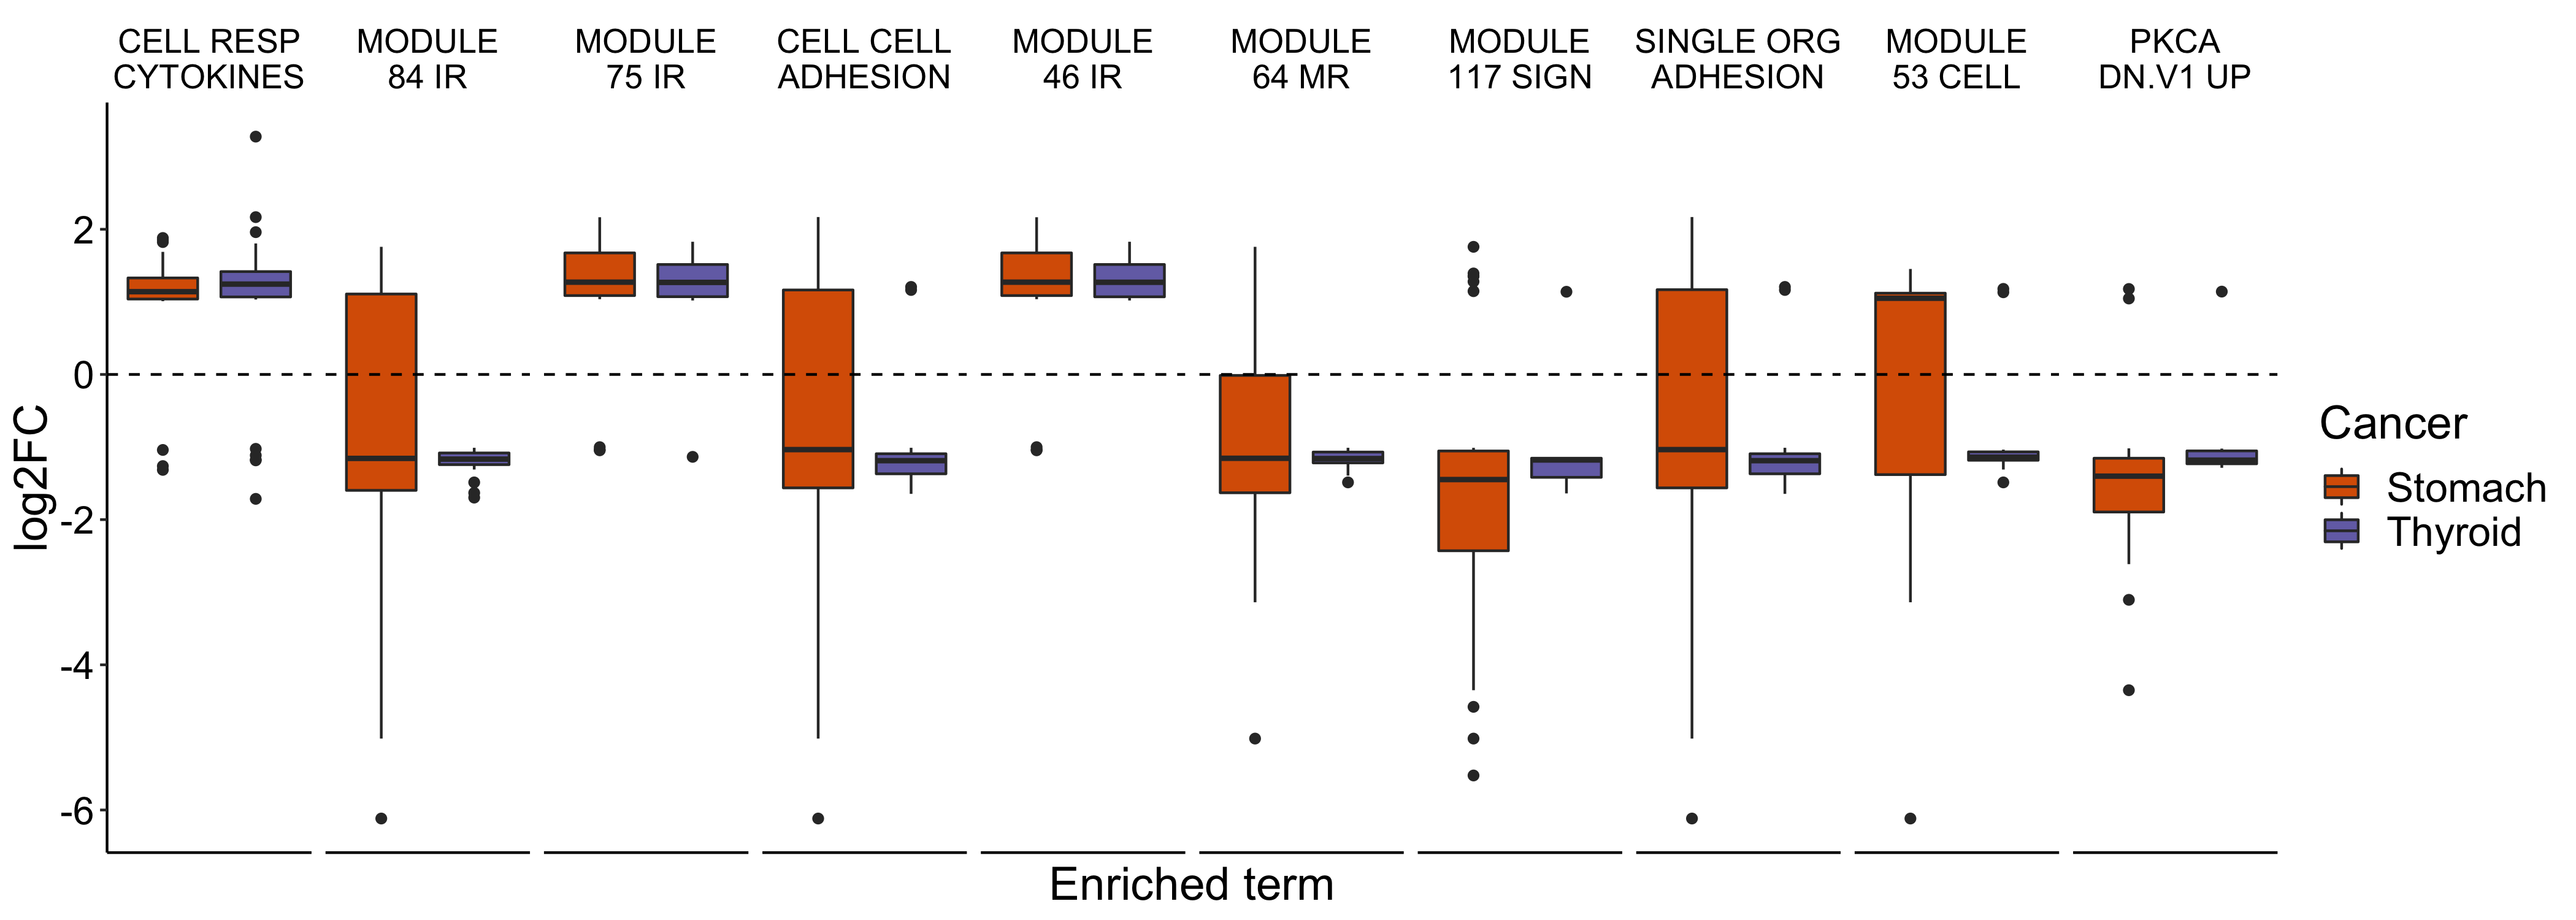 CELL RESP
CYTOKINES
MODULE
84 IR
MODULE
75 IR
CELL CELL
ADHESION
MODULE
46 IR
MODULE
64 MR
MODULE
117 SIGN
SINGLE ORG
ADHESION
MODULE
53 CELL
PKCA
DN.V1 UP
log2FC
2
0
-2
-4
-6
Enriched term
Cancer
Stomach
Thyroid